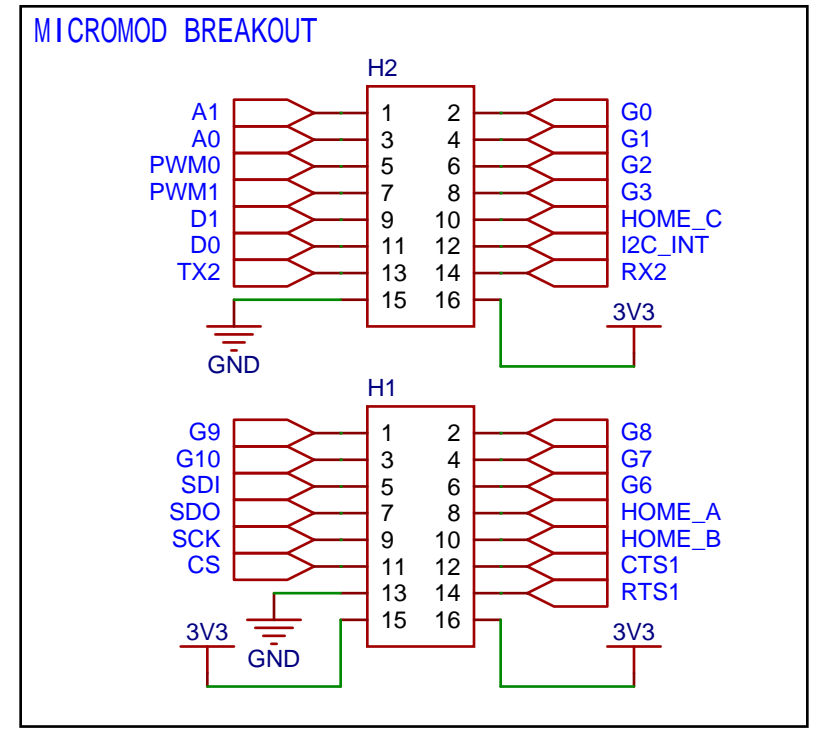 MICROMOD BREAKOUT
H2
A1 1 2 G0
A0 3 4 G1
PWM0 5 6 G2
PWM1 7 8 G3
D1 9 10 HOME_C
D0 11 12 I2C_INT
TX2 13 14 RX2
15 16
3V3
GND
H1
G9 1 2 G8
G10 3 4 G7
SDI 5 6 G6
SDO 7 8 HOME_A
SCK 9 10 HOME_B
CS 11 12 CTS1
13 14 RTS1
15 16
3V3 GND 3V3